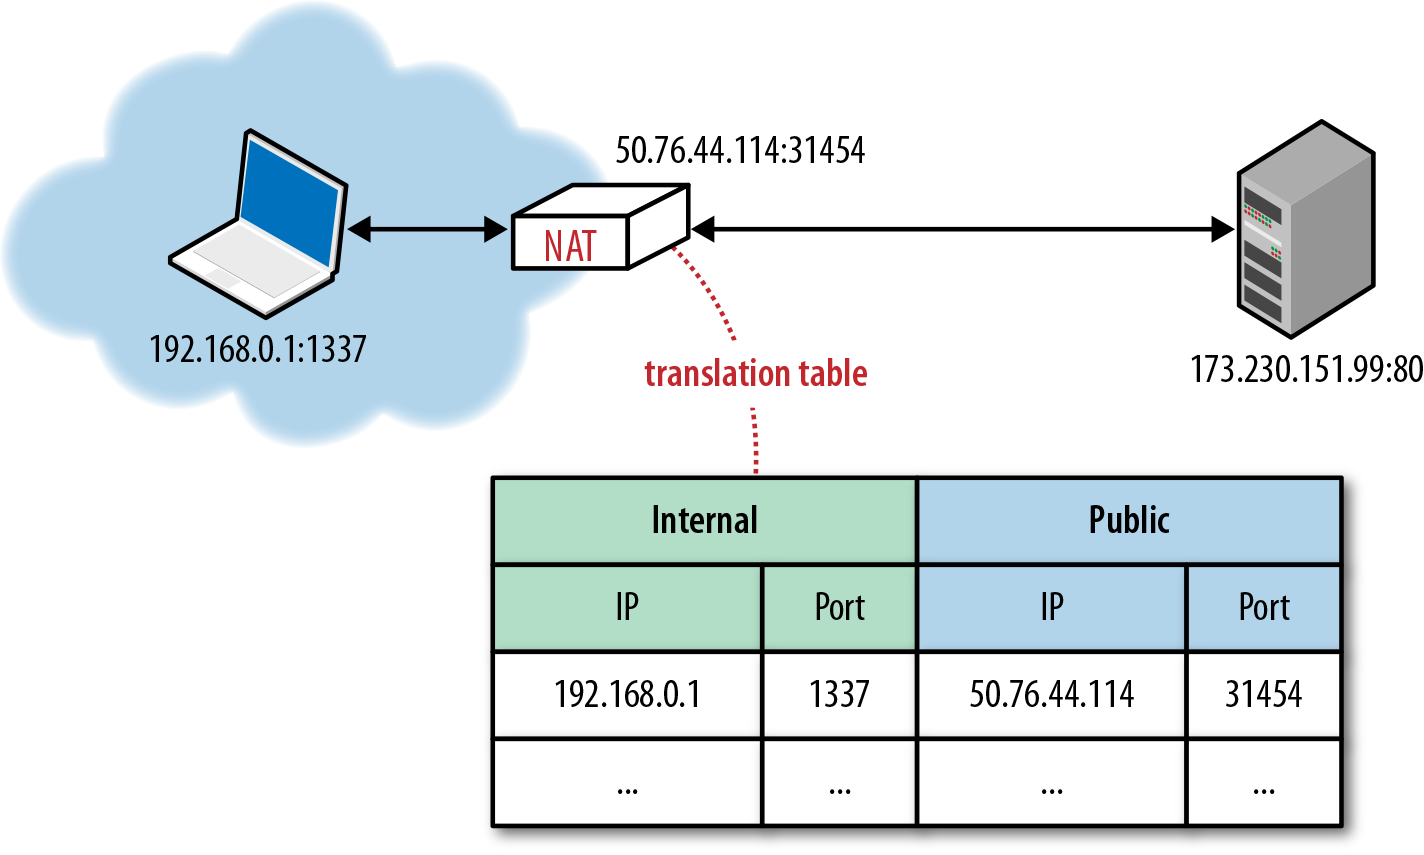 50.76.44.114:31454
NAT
192.168.0.1:1337
173.230.151.99:80
translation table
Internal Public
IP Port IP Port
192.168.0.1 1337 50.76.44.114 31454
... ... ... ...